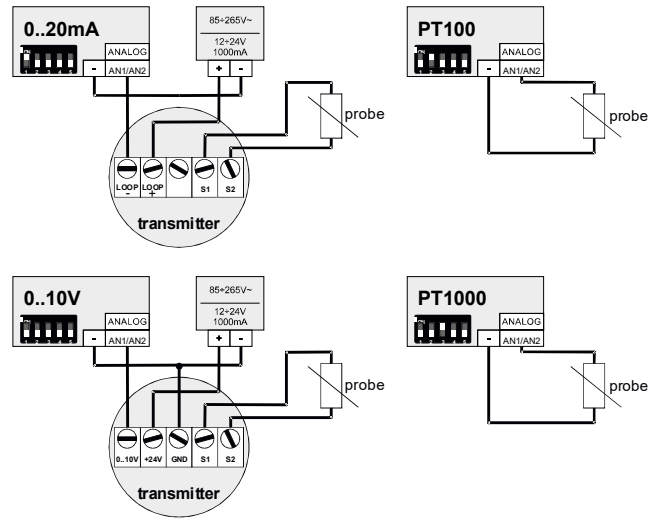 0..20mA
ANALOG
- AN1/AN2
85÷265V~
12÷24V
1000mA
+ -
probe
LOOP
-
LOOP
+
S1
S2
transmitter
PT100
ANALOG
- AN1/AN2
probe
0..10V
ANALOG
- AN1/AN2
85÷265V~
12÷24V
1000mA
+ -
probe
0..10V
+24V
GND
S1
S2
transmitter
PT1000
ANALOG
- AN1/AN2
probe